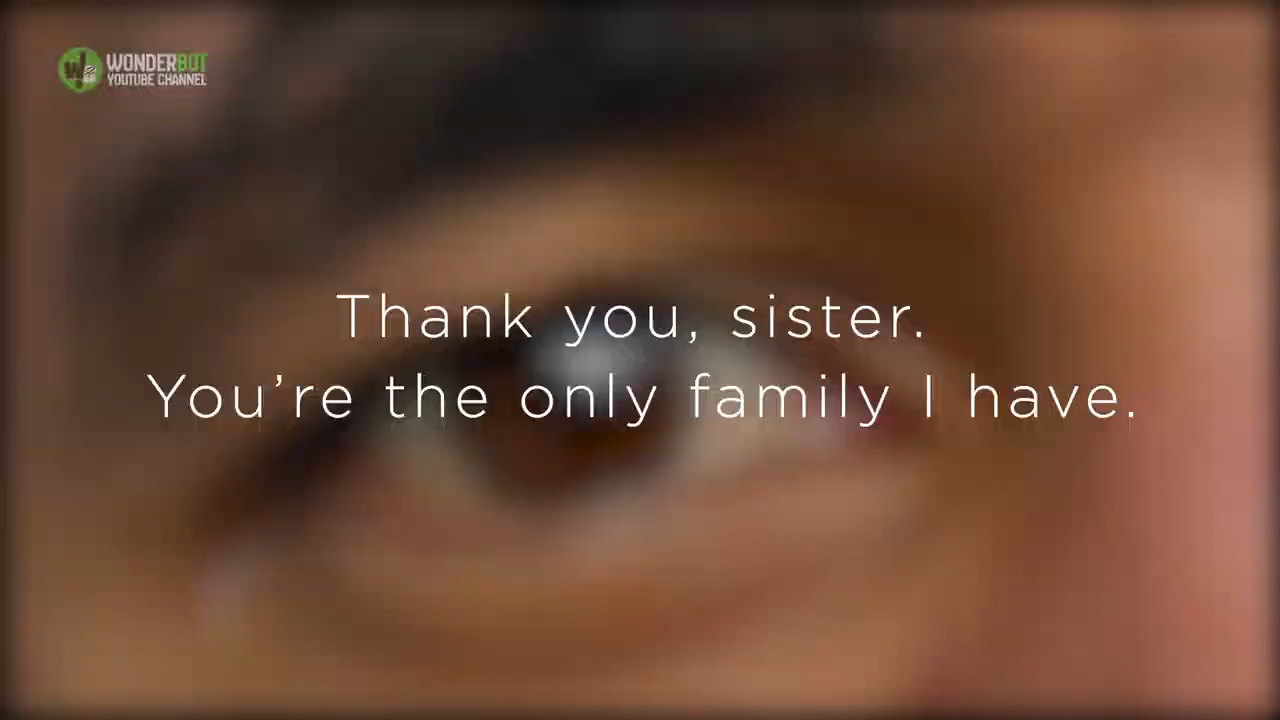 WONDERBOT
YOUTUBE CHANNEL
Thank you, sister.
You’re the only family I have.